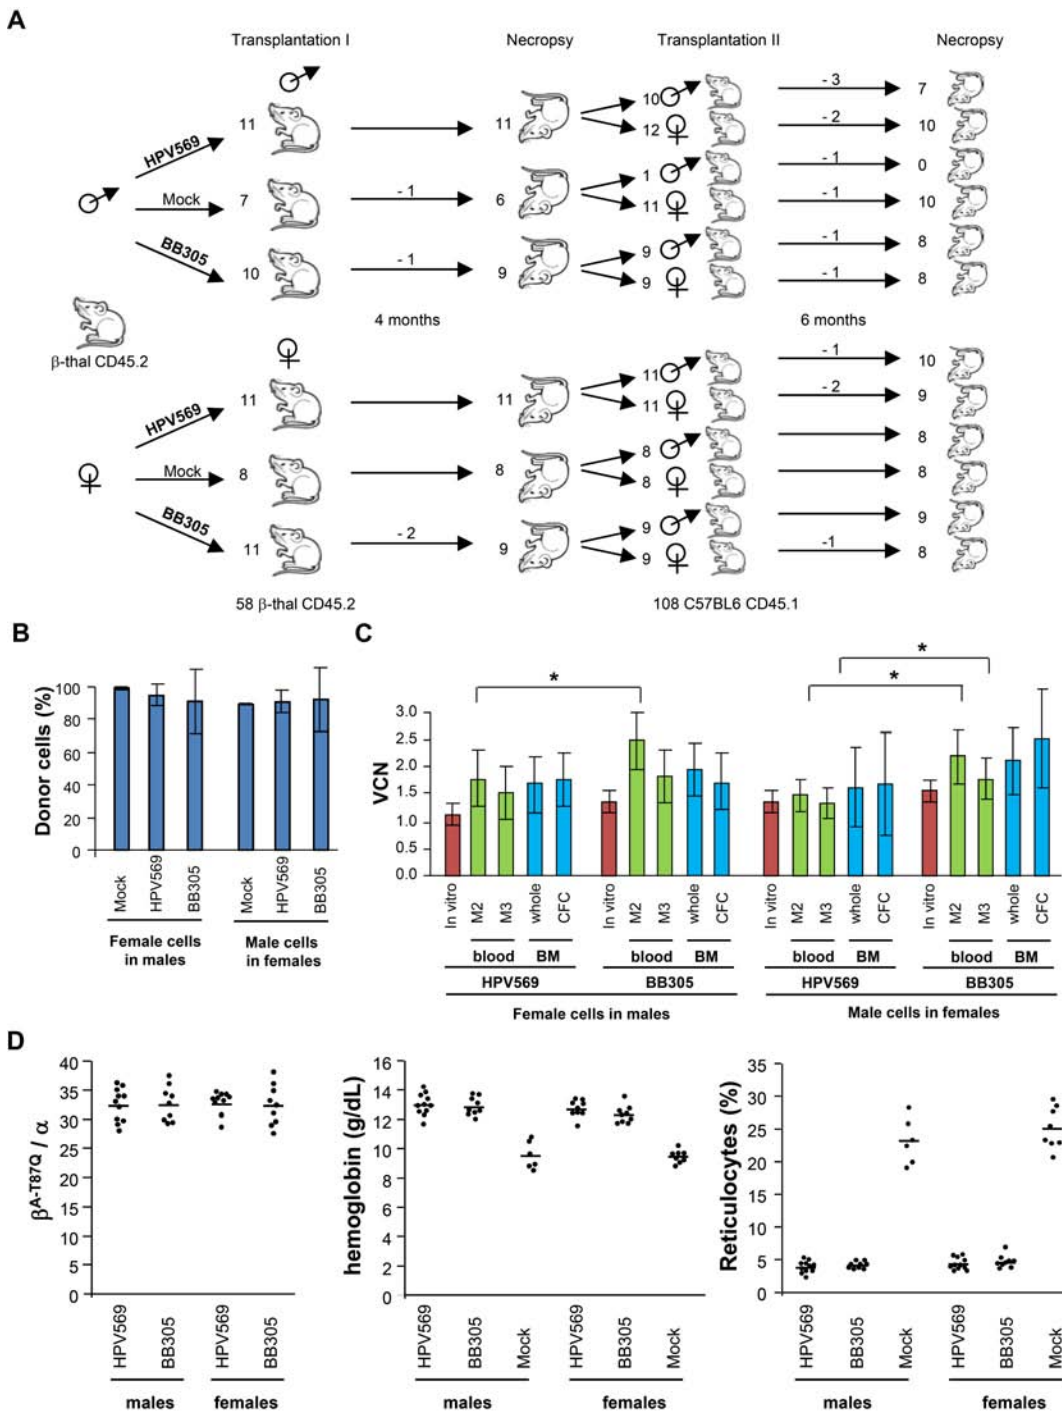 A
Transplantation I Necropsy Transplantation II Necropsy
HPV569 11 11 10 - 3 7
12 - 2 10
Mock 7 - 1 6 1 - 1 0
11 - 1 10
BB305 10 - 1 9 9 - 1 8
9 - 1 8
4 months 6 months
β-thal CD45.2
HPV569 11 11 11 - 1 10
11 - 2 9
Mock 8 8 8 8
8 8
BB305 11 - 2 9 9 9
9 -1 8
58 β-thal CD45.2 108 C57BL6 CD45.1
B
Donor cells (%)
100
80
60
40
20
0
Mock HPV569 BB305 Mock HPV569 BB305
Female cells in males
Male cells in females
C
* * *
VCN
3.0
2.5
2.0
1.5
1.0
0.5
0.0
In vitro M2 M3 whole CFC In vitro M2 M3 whole CFC In vitro M2 M3 whole CFC In vitro M2 M3 whole CFC
blood BM blood BM blood BM blood BM
HPV569 BB305 HPV569 BB305
Female cells in males Male cells in females
D
βA-T87Q / α
40
35
30
25
20
15
10
5
0
HPV569 BB305 HPV569 BB305
males females
hemoglobin (g/dL)
16
14
12
10
8
6
4
2
0
HPV569 BB305 Mock HPV569 BB305 Mock
males females
Reticulocytes (%)
35
30
25
20
15
10
5
0
HPV569 BB305 Mock HPV569 BB305 Mock
males females